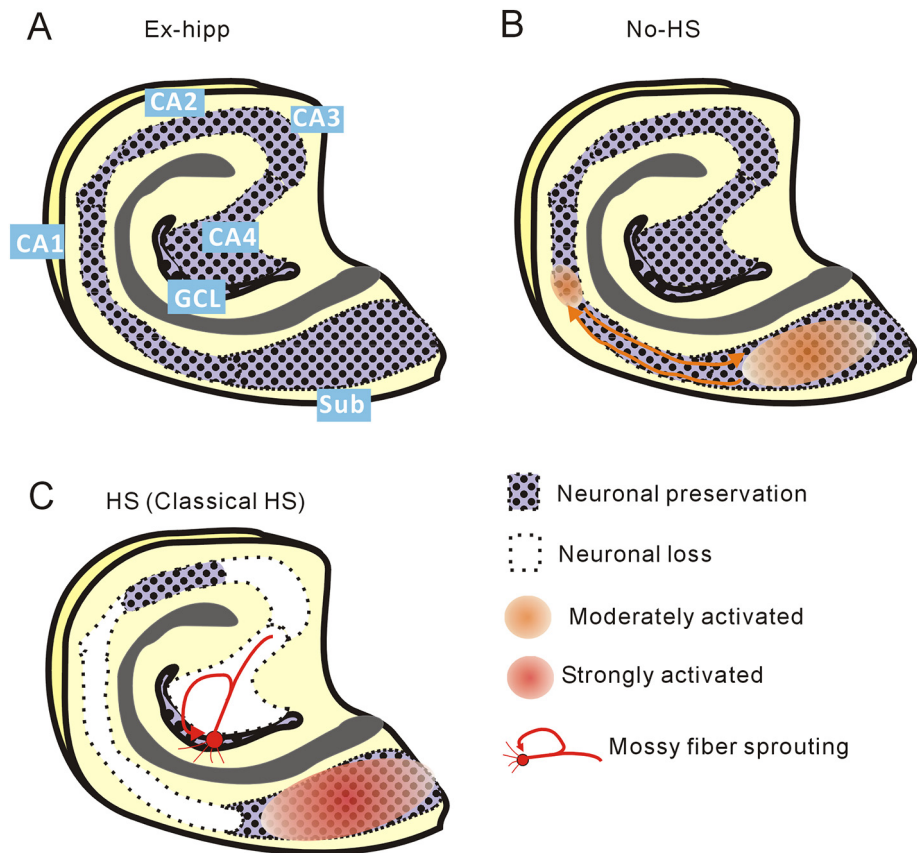 A
Ex-hipp
B
No-HS
CA2
CA3
CA1
CA4
GCL
Sub
C
HS (Classical HS)
Neuronal preservation
Neuronal loss
Moderately activated
Strongly activated
Mossy fiber sprouting